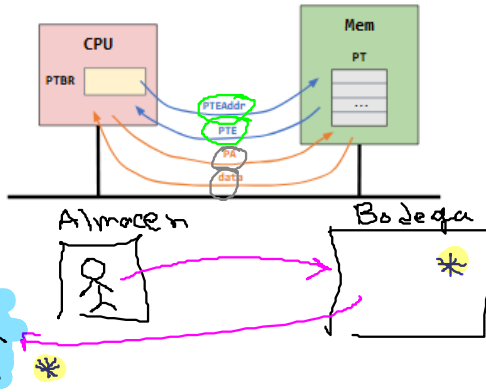 CPU
Mem
PTBR
PT
PTEAddr
...
PTE
PA
data
Almacen
Bodega